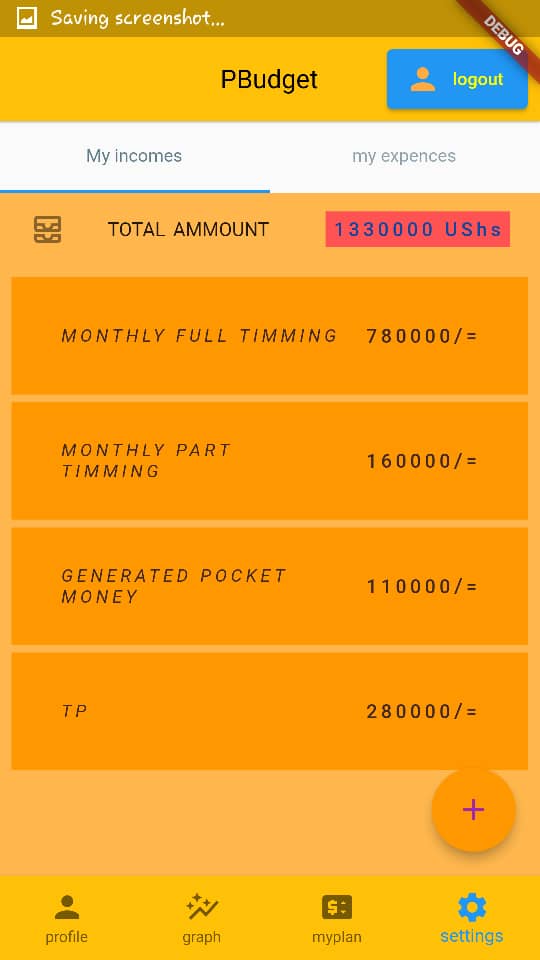 Saving screenshot...
DEBUG
PBudget
logout
My incomes
my expences
TOTAL AMMOUNT
1330000 UShs
MONTHLY FULL TIMMING
780000/=
MONTHLY PART
TIMMING
160000/=
GENERATED POCKET
MONEY
110000/=
TP
280000/=
+
profile
graph
myplan
settings